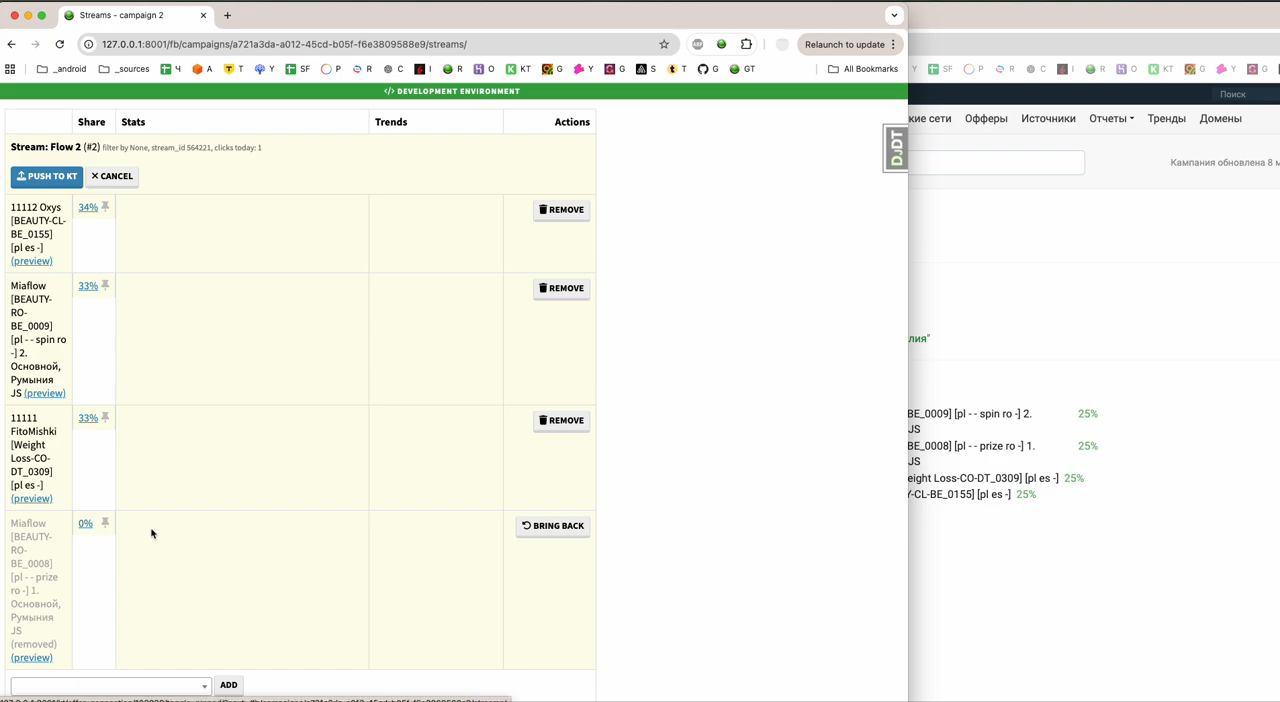 Streams - campaign 2
127.0.0.1:8001/fb/campaigns/a721a3da-a012-45cd-b05f-f6e3809588e9/streams/
Relaunch to update
_android _sources Ч A T Y SF P R C I R O KT G Y G S T G GT All Bookmarks
Y SF P R C I R O KT G Y G
</> DEVELOPMENT ENVIRONMENT
Поиск
кие сети Офферы Источники Отчеты Тренды Домены
Share Stats Trends Actions
DJDT
Stream: Flow 2 (#2) filter by None, stream_id 564221, clicks today: 1
Кампания обновлена 8 м
PUSH TO KT CANCEL
11112 Oxys
[BEAUTY-CL-
BE_0155]
[pl es -]
(preview)
34%
REMOVE
Miaflow
[BEAUTY-
RO-
BE_0009]
[pl - - spin ro
-] 2.
Основной,
Румыния
JS (preview)
33%
REMOVE
11111
FitoMishki
[Weight
Loss-CO-
DT_0309]
[pl es -]
(preview)
33%
REMOVE
Miaflow
[BEAUTY-
RO-
BE_0008]
[pl - - prize
ro -] 1.
Основной,
Румыния
JS
(removed)
(preview)
0%
BRING BACK
ADD
лия"
BE_0009] [pl - - spin ro -] 2. 25%
JS
BE_0008] [pl - - prize ro -] 1. 25%
JS
eight Loss-CO-DT_0309] [pl es -] 25%
Y-CL-BE_0155] [pl es -] 25%